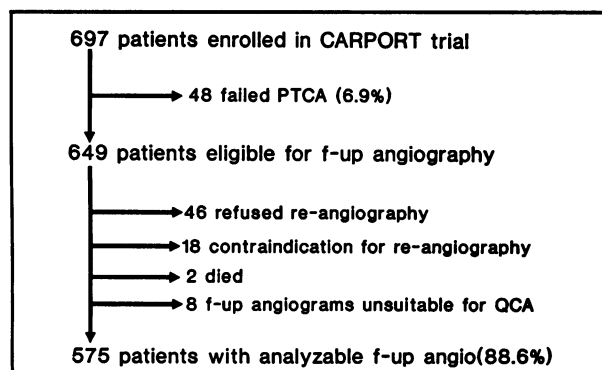 697 patients enrolled in CARPORT trial
48 failed PTCA (6.9%)
649 patients eligible for f-up angiography
46 refused re-angiography
18 contraindication for re-angiography
2 died
8 f-up angiograms unsuitable for QCA
575 patients with analyzable f-up angio(88.6%)